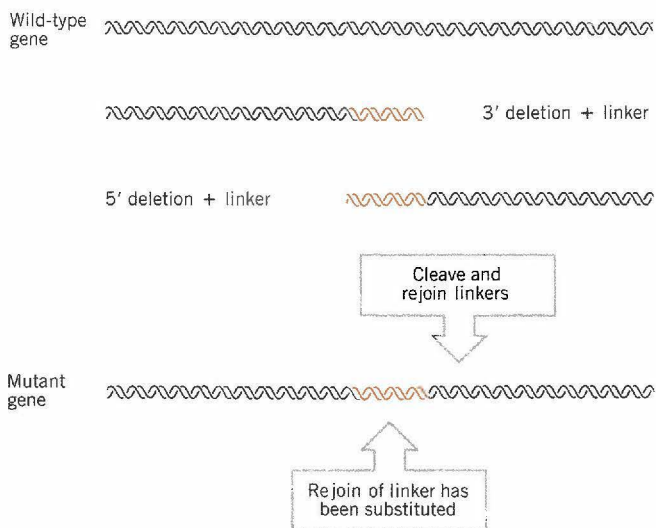 Wild-type
gene
3′ deletion + linker
5′ deletion + linker
Cleave and
rejoin linkers
Mutant
gene
Rejoin of linker has
been substituted